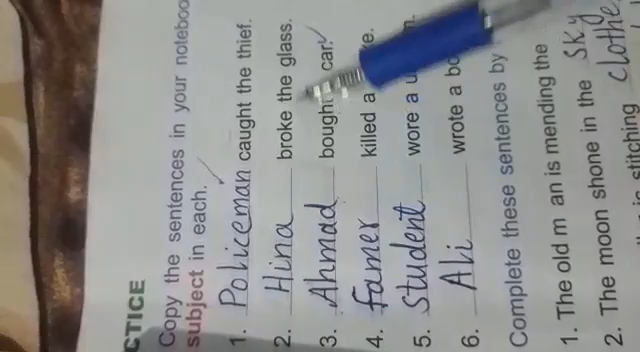 CTICE
Copy the sentences in your noteboo
subject in each.
1. Policeman caught the thief.
2. Hina broke the glass.
3. Ahmad bought car.
4. famer killed a
5. Student wore a
6. Ali wrote a
Complete these sentences by
1. The old m an is mending the
2. The moon shone in the sky
stitching clothe